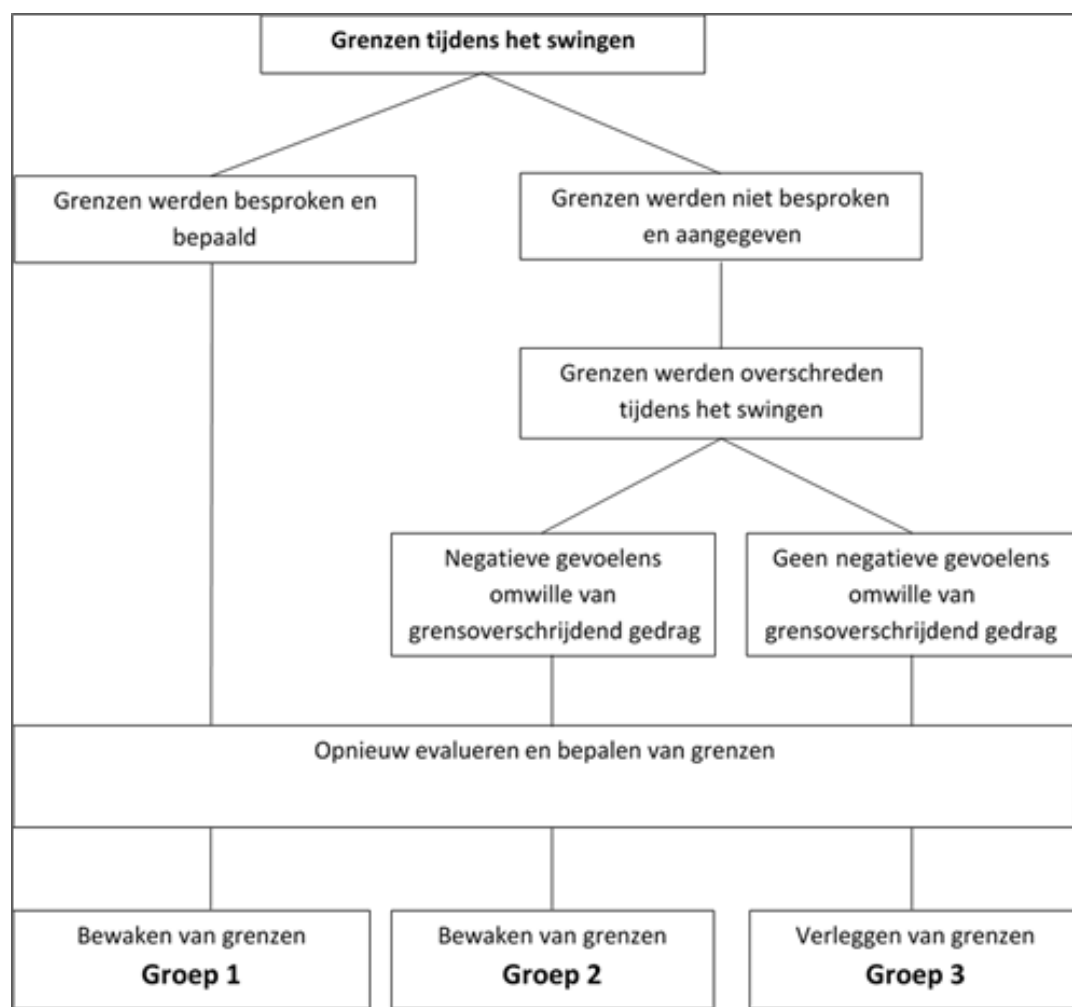 Grenzen tijdens het swingen
Grenzen werden besproken en
bepaald
Grenzen werden niet besproken
en aangegeven
Grenzen werden overschreden
tijdens het swingen
Negatieve gevoelens
omwille van
grensoverschrijdend gedrag
Geen negatieve gevoelens
omwille van
grensoverschrijdend gedrag
Opnieuw evalueren en bepalen van grenzen
Bewaken van grenzen
Groep 1
Bewaken van grenzen
Groep 2
Verleggen van grenzen
Groep 3